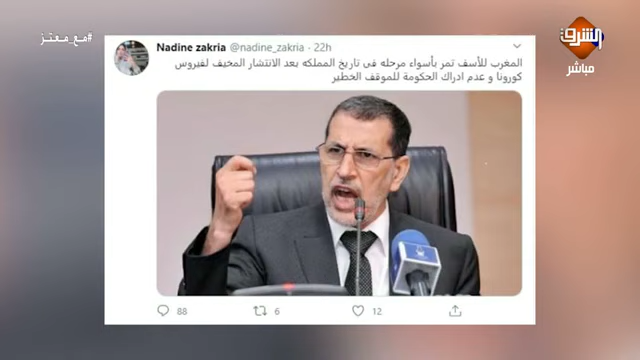 #مع_معتز
الشرق
مباشر
Nadine zakria @nadine_zakria · 22h
المغرب للأسف تمر بأسواء مرحله فى تاريخ المملكه بعد الانتشار المخيف لفيروس
كورونا و عدم ادراك الحكومة للموقف الخطير
88 6 12